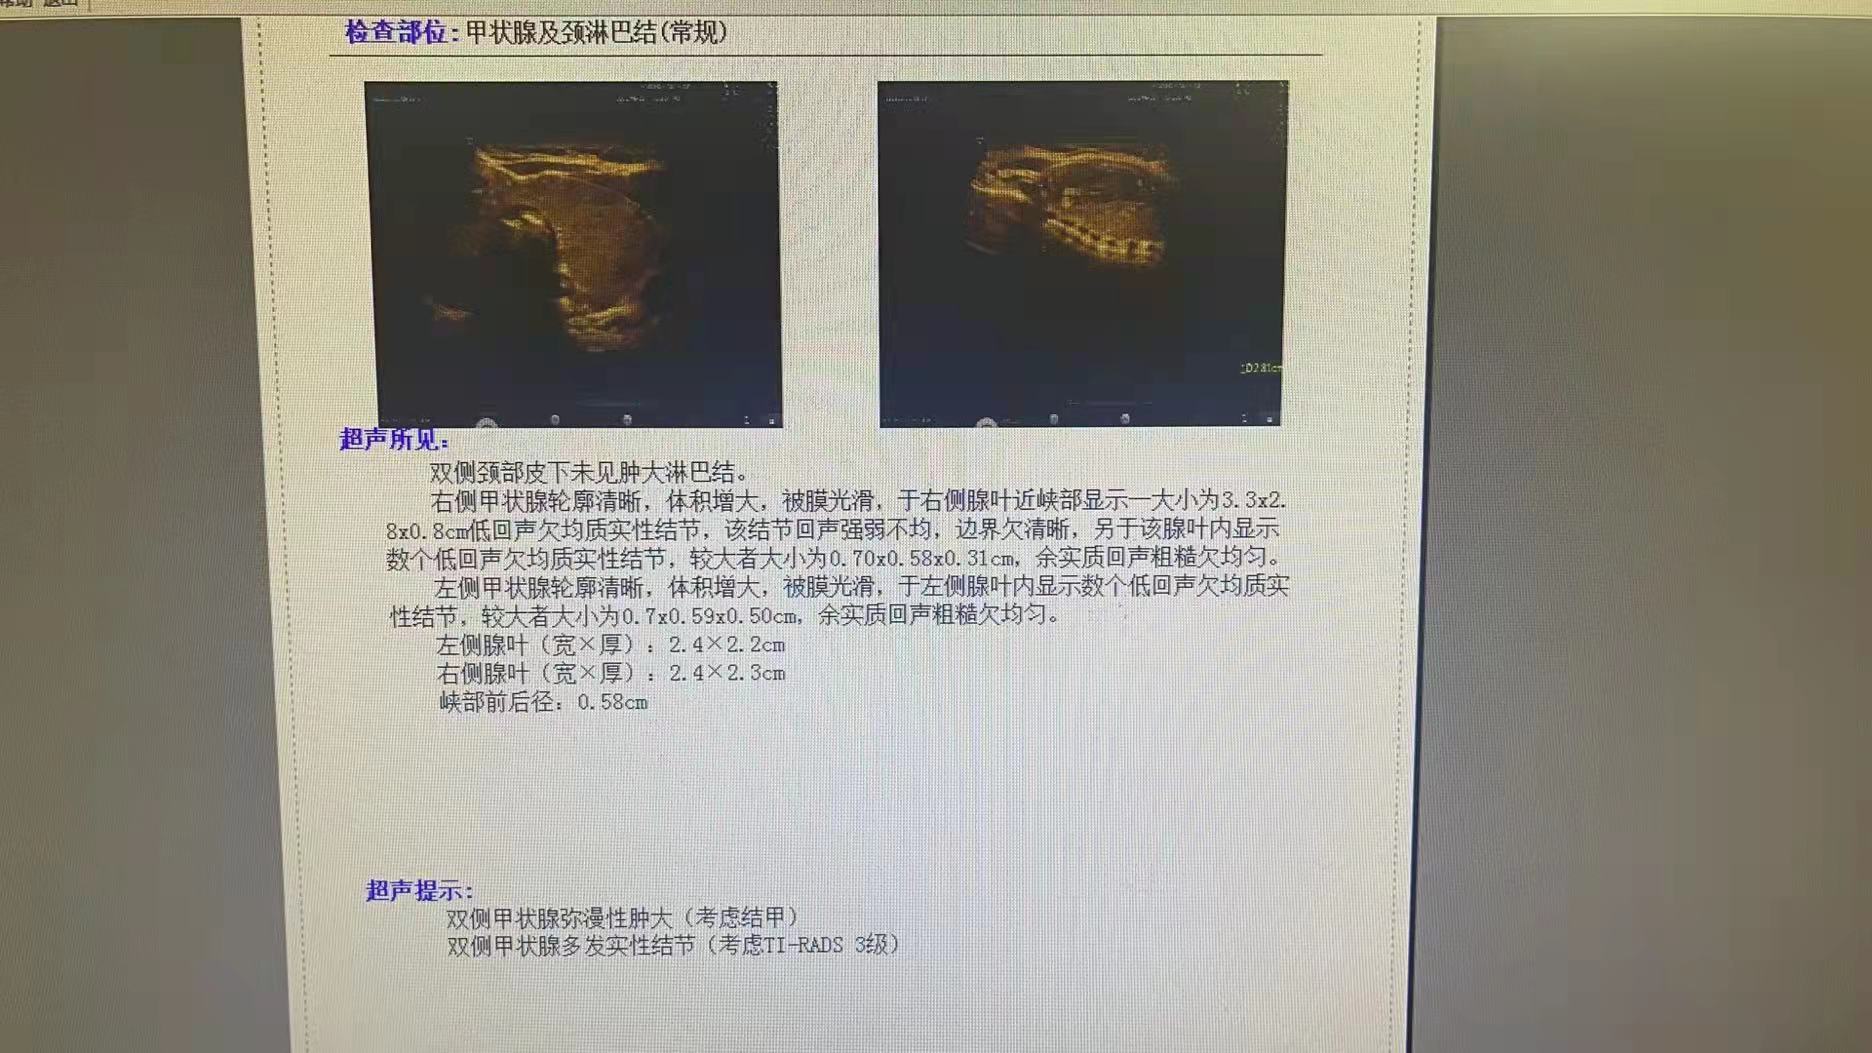 检查部位:甲状腺及颈淋巴结(常规)
1D2.81cm
超声所见:
双侧颈部皮下未见肿大淋巴结。
右侧甲状腺轮廓清晰，体积增大，被膜光滑，于右侧腺叶近峡部显示一大小为3.3x2.
8x0.8cm低回声欠均质实性结节，该结节回声强弱不均，边界欠清晰，另于该腺叶内显示
数个低回声欠均质实性结节，较大者大小为0.70x0.58x0.31cm，余实质回声粗糙欠均匀。
左侧甲状腺轮廓清晰，体积增大，被膜光滑，于左侧腺叶内显示数个低回声欠均质实
性结节，较大者大小为0.7x0.59x0.50cm，余实质回声粗糙欠均匀。
左侧腺叶（宽×厚）：2.4×2.2cm
右侧腺叶（宽×厚）：2.4×2.3cm
峡部前后径：0.58cm
超声提示:
双侧甲状腺弥漫性肿大（考虑结甲）
双侧甲状腺多发实性结节（考虑TI-RADS 3级）